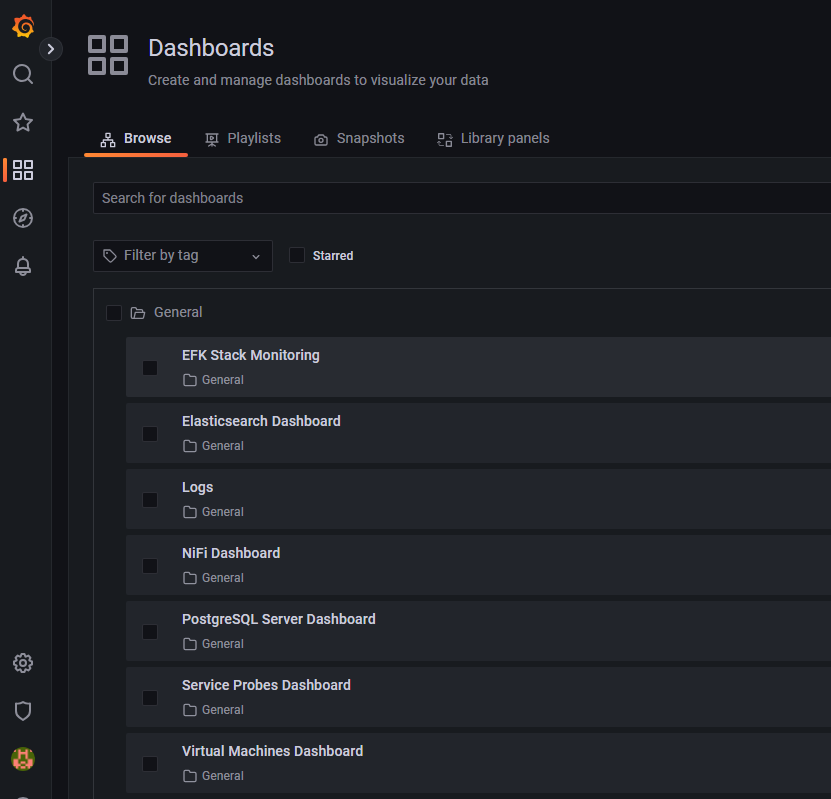 Dashboards
Create and manage dashboards to visualize your data
Browse
Playlists
Snapshots
Library panels
Search for dashboards
Filter by tag
Starred
General
EFK Stack Monitoring
General
Elasticsearch Dashboard
General
Logs
General
NiFi Dashboard
General
PostgreSQL Server Dashboard
General
Service Probes Dashboard
General
Virtual Machines Dashboard
General